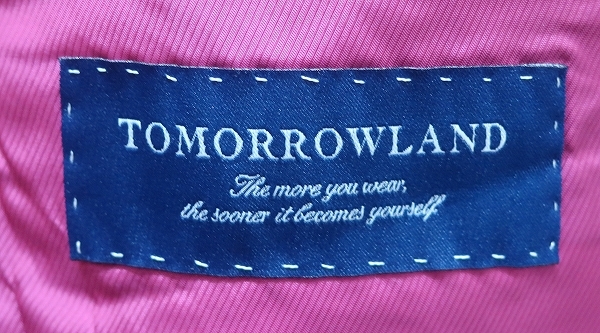 TOMORROWLAND
The more you wear,
the sooner it becomes yourself.